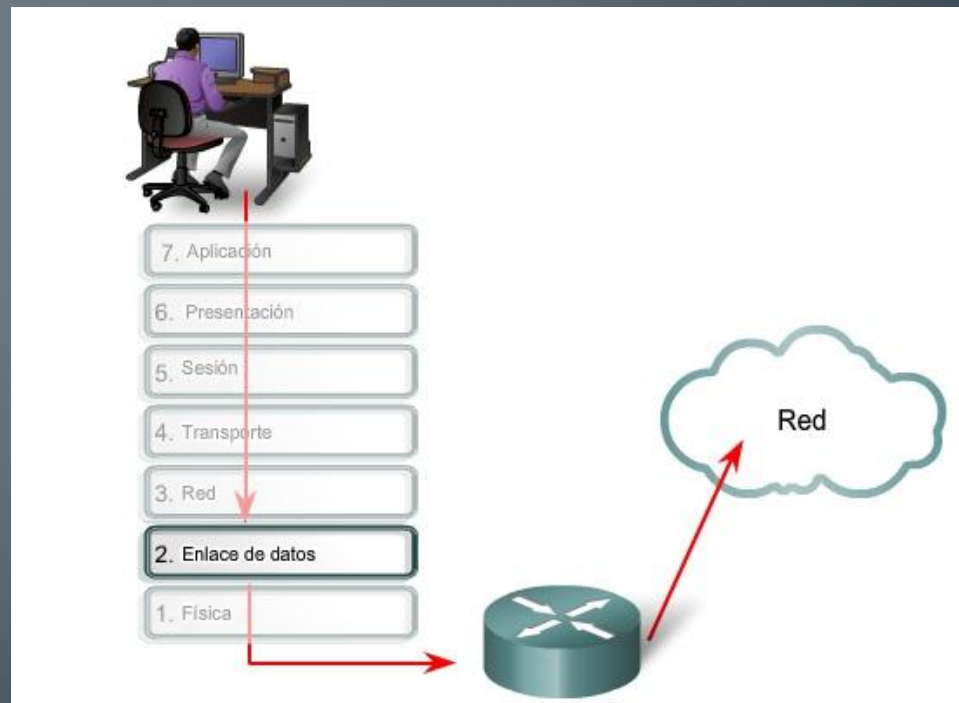 7. Aplicación
6. Presentación
5. Sesión
4. Transporte
3. Red
2. Enlace de datos
1. Física
Red